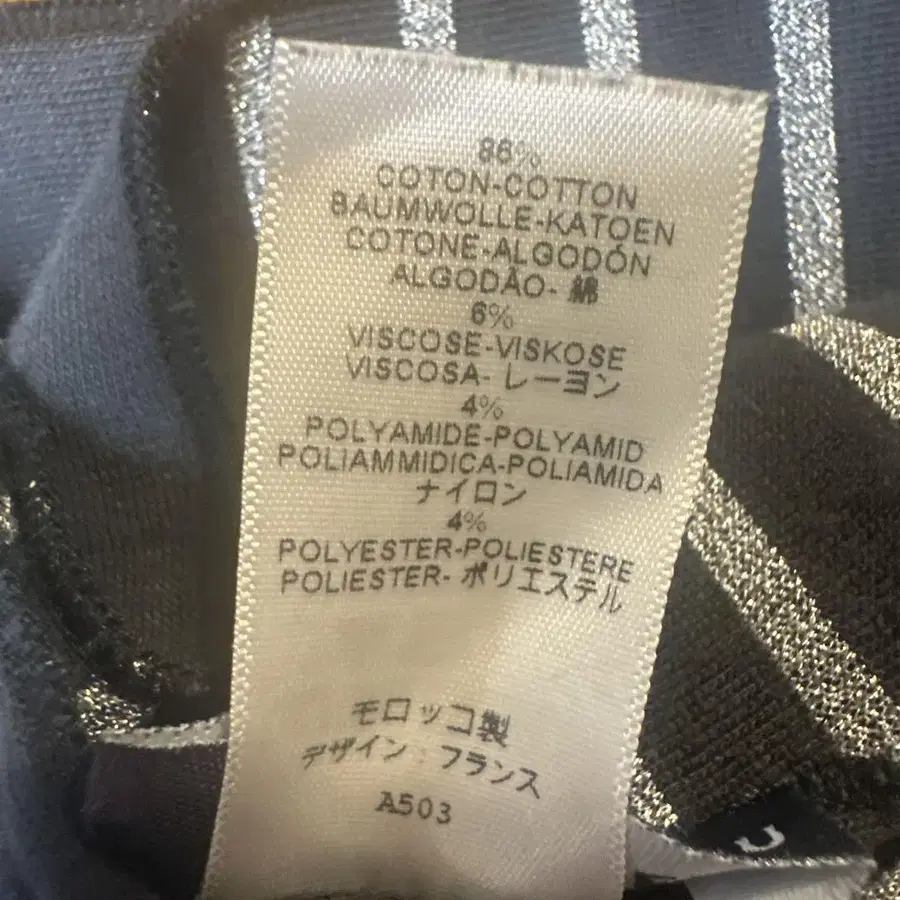 86%
COTON-COTTON
BAUMWOLLE-KATOEN
COTONE-ALGODÓN
ALGODÃO- 綿
6%
VISCOSE-VISKOSE
VISCOSA- レーヨン
4%
POLYAMIDE-POLYAMID
POLIAMMIDICA-POLIAMIDA
ナイロン
4%
POLYESTER-POLIESTERE
POLIESTER- ポリエステル
モロッコ製
デザイン：フランス
A503